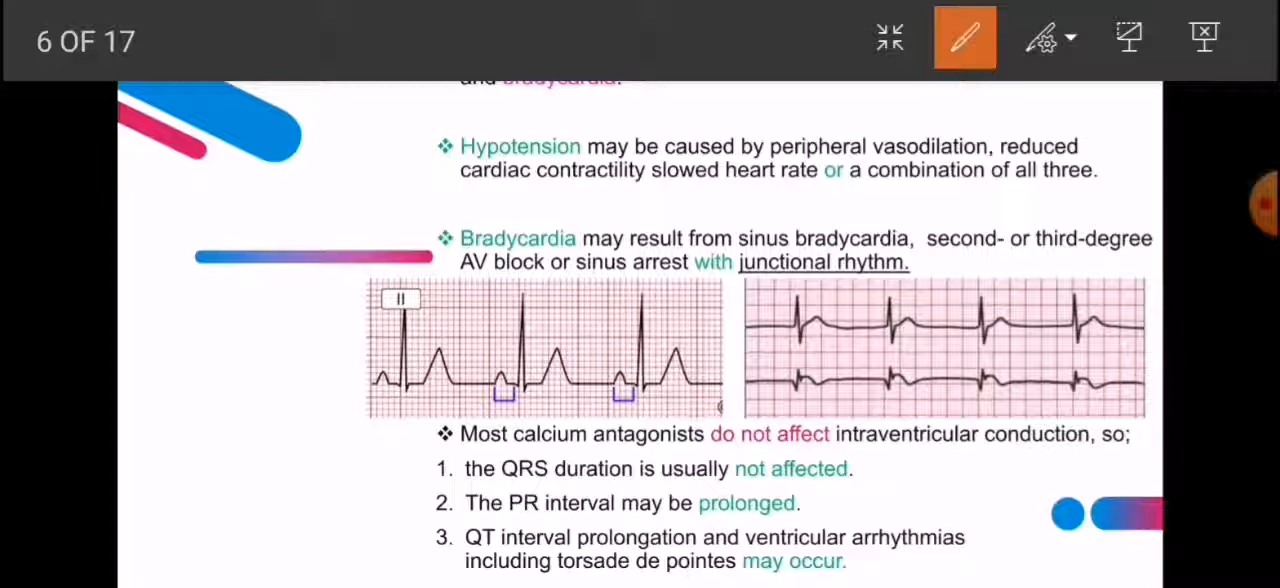 6 OF 17
and bradycardia.
❖ Hypotension may be caused by peripheral vasodilation, reduced
cardiac contractility slowed heart rate or a combination of all three.
❖ Bradycardia may result from sinus bradycardia, second- or third-degree
AV block or sinus arrest with junctional rhythm.
II
❖ Most calcium antagonists do not affect intraventricular conduction, so;
1. the QRS duration is usually not affected.
2. The PR interval may be prolonged.
3. QT interval prolongation and ventricular arrhythmias
including torsade de pointes may occur.